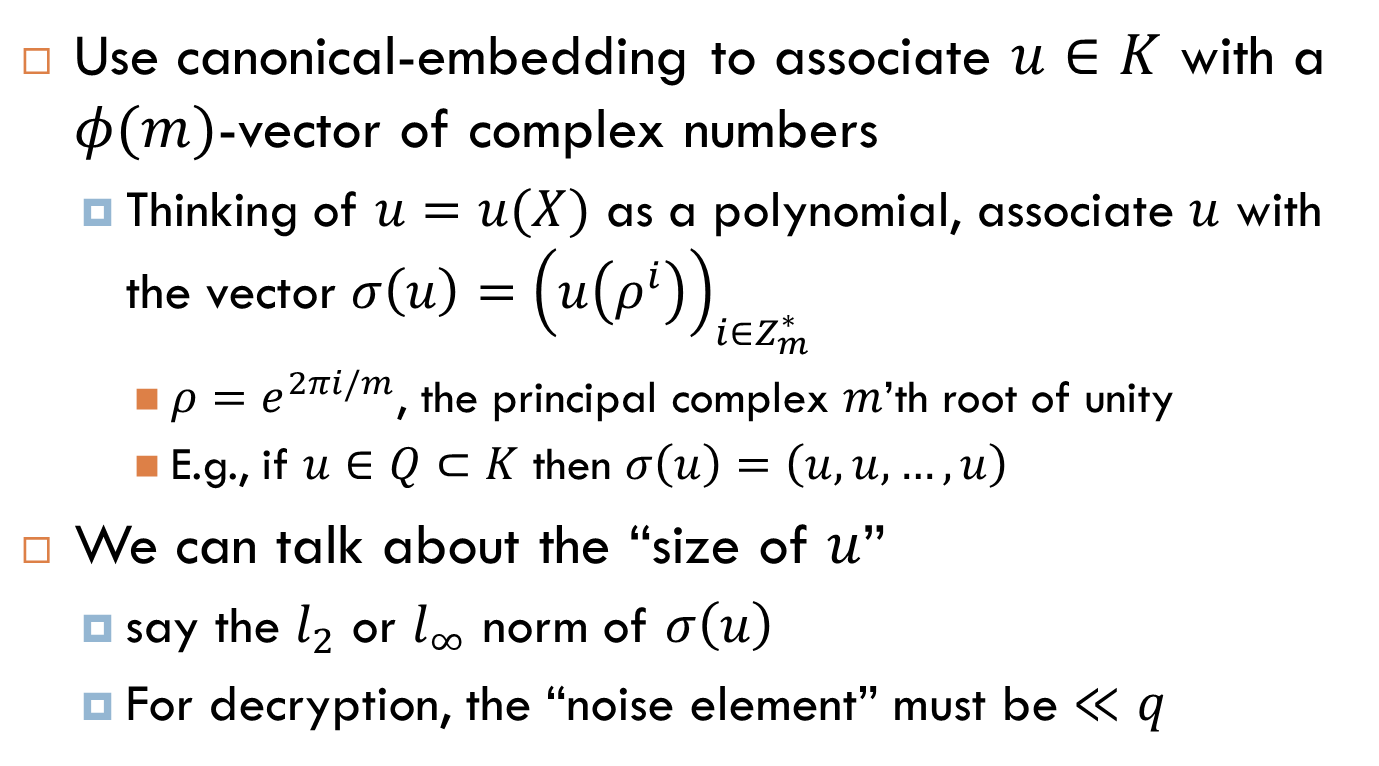 Use canonical-embedding to associate u ∈ K with a
ϕ(m)-vector of complex numbers
Thinking of u = u(X) as a polynomial, associate u with
the vector σ(u) = (u(ρ^i))_{i∈Z_m^*}
ρ = e^{2πi/m}, the principal complex m’th root of unity
E.g., if u ∈ Q ⊂ K then σ(u) = (u, u, … , u)
We can talk about the “size of u”
say the l_2 or l_∞ norm of σ(u)
For decryption, the “noise element” must be ≪ q